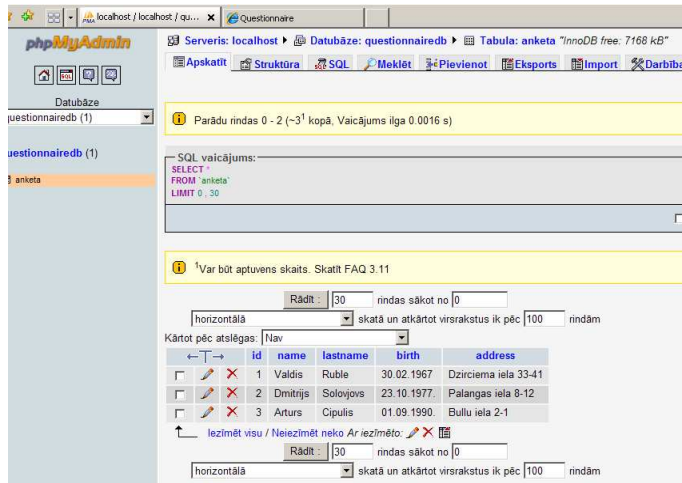 localhost / localhost / qu...
Questionnaire
phpMyAdmin
Datubāze
questionnairedb (1)
questionnairedb (1)
anketa
Serveris: localhost Datubāze: questionnairedb Tabula: anketa "InnoDB free: 7168 kB"
Apskatīt Struktūra SQL Meklēt Pievienot Eksports Import Darbība
Parādu rindas 0 - 2 (~3¹ kopā, Vaicājums ilga 0.0016 s)
SQL vaicājums:
SELECT *
FROM `anketa`
LIMIT 0 , 30
¹Var būt aptuvens skaits. Skatīt FAQ 3.11
Rādīt : 30 rindas sākot no 0
horizontālā skatā un atkārtot virsrakstus ik pēc 100 rindām
Kārtot pēc atslēgas: Nav
←T→ id name lastname birth address
1 Valdis Ruble 30.02.1967 Dzirciema iela 33-41
2 Dmitrijs Solovjovs 23.10.1977. Palangas iela 8-12
3 Arturs Cipulis 01.09.1990. Bullu iela 2-1
Iezīmēt visu / Neiezīmēt neko Ar iezīmēto:
Rādīt : 30 rindas sākot no 0
horizontālā skatā un atkārtot virsrakstus ik pēc 100 rindām